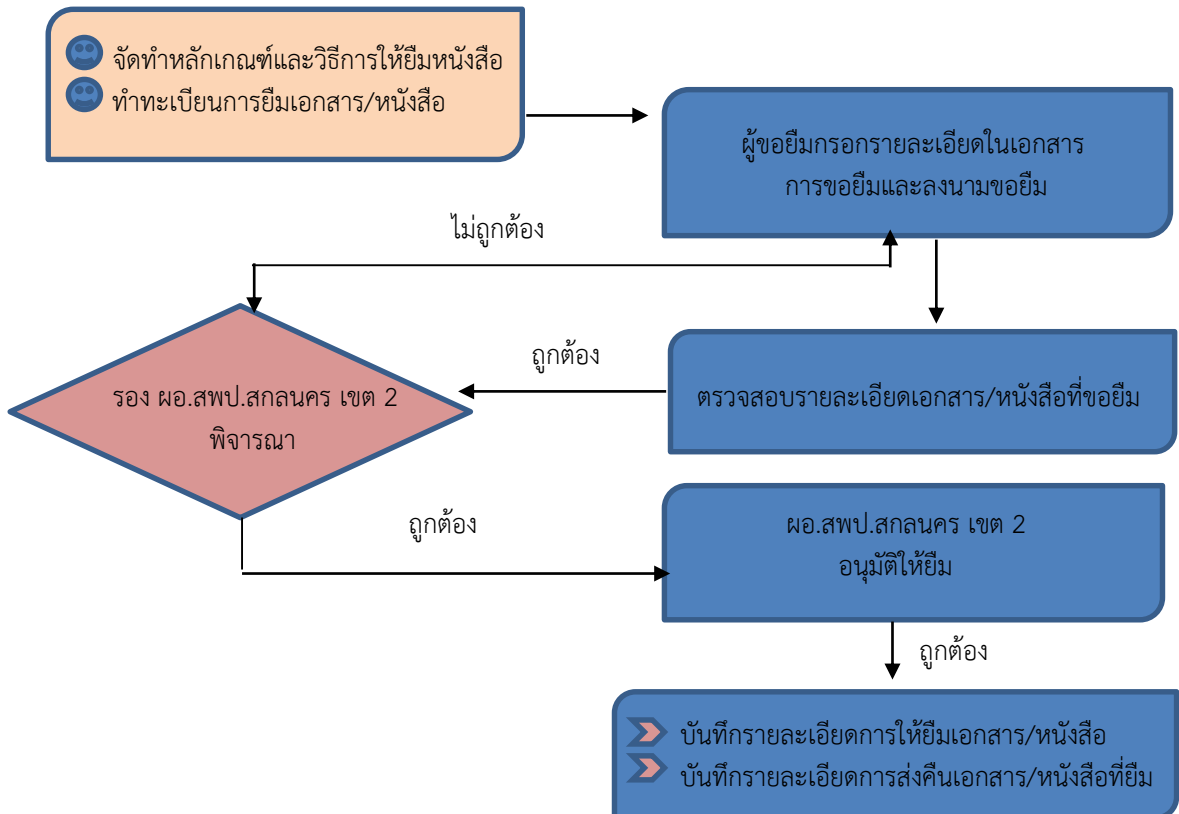 จัดทำหลักเกณฑ์และวิธีการให้ยืมหนังสือ
ทำทะเบียนการยืมเอกสาร/หนังสือ
ผู้ขอยืมกรอกรายละเอียดในเอกสาร
การขอยืมและลงนามขอยืม
ไม่ถูกต้อง
ถูกต้อง
ตรวจสอบรายละเอียดเอกสาร/หนังสือที่ขอยืม
รอง ผอ.สพป.สกลนคร เขต 2
พิจารณา
ถูกต้อง
ผอ.สพป.สกลนคร เขต 2
อนุมัติให้ยืม
ถูกต้อง
บันทึกรายละเอียดการให้ยืมเอกสาร/หนังสือ
บันทึกรายละเอียดการส่งคืนเอกสาร/หนังสือที่ยืม